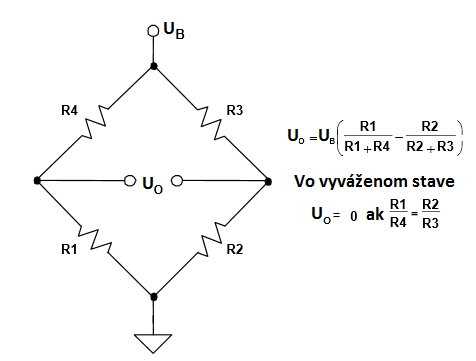 UB
R4
R3
UO
R1
R2
UO = UB( R1 / R1+R4 − R2 / R2+R3 )
Vo vyváženom stave
UO = 0 ak R1 / R4 = R2 / R3